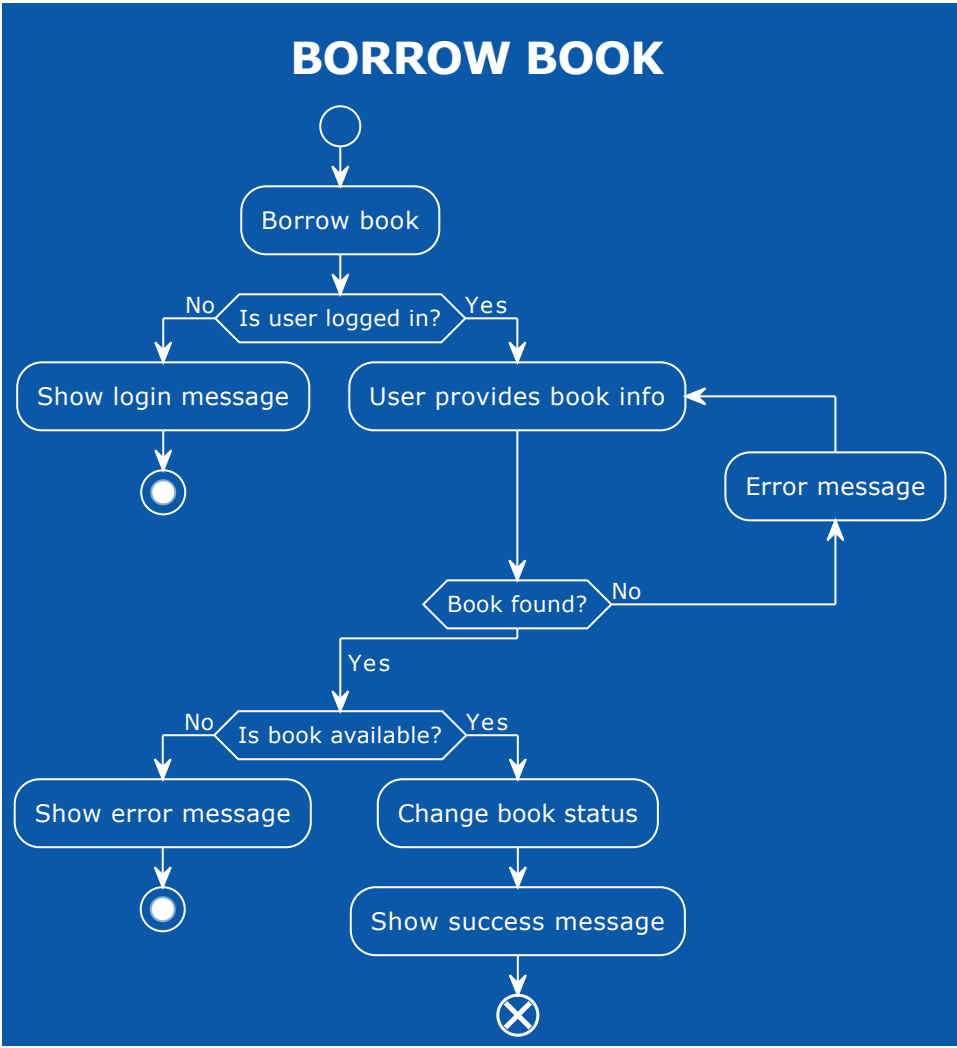 BORROW BOOK
Borrow book
No
Is user logged in?
Yes
Show login message
User provides book info
Error message
Book found?
No
Yes
No
Is book available?
Yes
Show error message
Change book status
Show success message